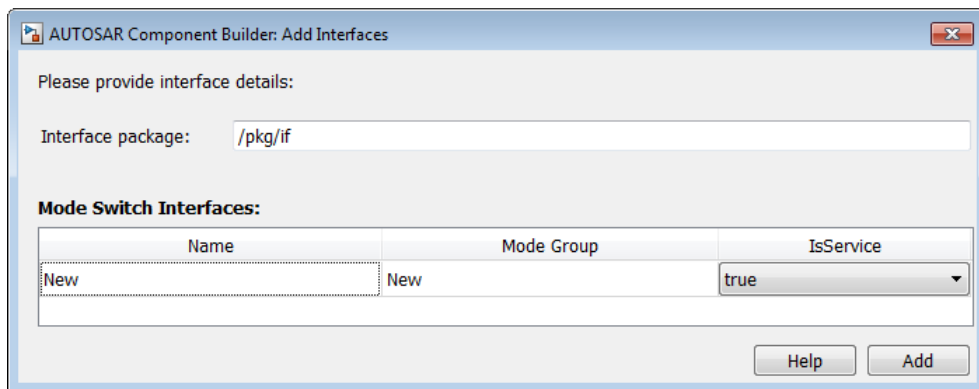 AUTOSAR Component Builder: Add Interfaces
Please provide interface details:
Interface package: /pkg/if
Mode Switch Interfaces:
Name Mode Group IsService
New New true
Help Add